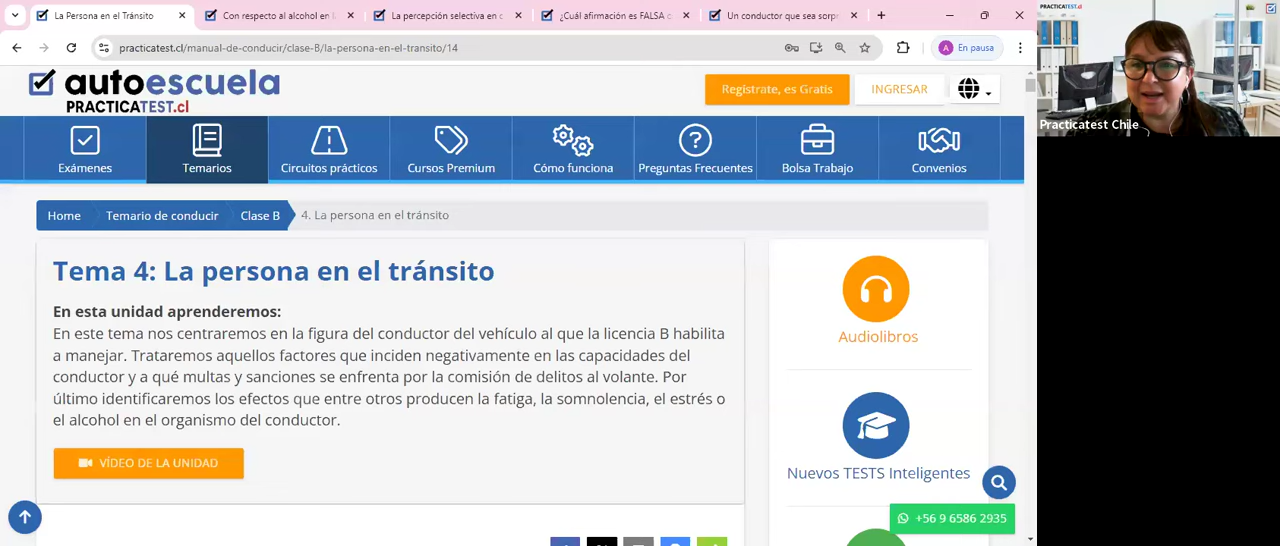 La Persona en el Tránsito
Con respecto al alcohol en l
La percepción selectiva en c
¿Cuál afirmación es FALSA c
Un conductor que sea sorpr
practicatest.cl/manual-de-conducir/clase-B/la-persona-en-el-transito/14
A
En pausa
PRACTICATEST.cl
Practicatest Chile
autoescuela
PRACTICATEST.cl
Regístrate, es Gratis
INGRESAR
Exámenes
Temarios
Circuitos prácticos
Cursos Premium
Cómo funciona
Preguntas Frecuentes
Bolsa Trabajo
Convenios
Home
Temario de conducir
Clase B
4. La persona en el tránsito
Tema 4: La persona en el tránsito
En esta unidad aprenderemos:
En este tema nos centraremos en la figura del conductor del vehículo al que la licencia B habilita
a manejar. Trataremos aquellos factores que inciden negativamente en las capacidades del
conductor y a qué multas y sanciones se enfrenta por la comisión de delitos al volante. Por
último identificaremos los efectos que entre otros producen la fatiga, la somnolencia, el estrés o
el alcohol en el organismo del conductor.
VÍDEO DE LA UNIDAD
Audiolibros
Nuevos TESTS Inteligentes
+56 9 6586 2935